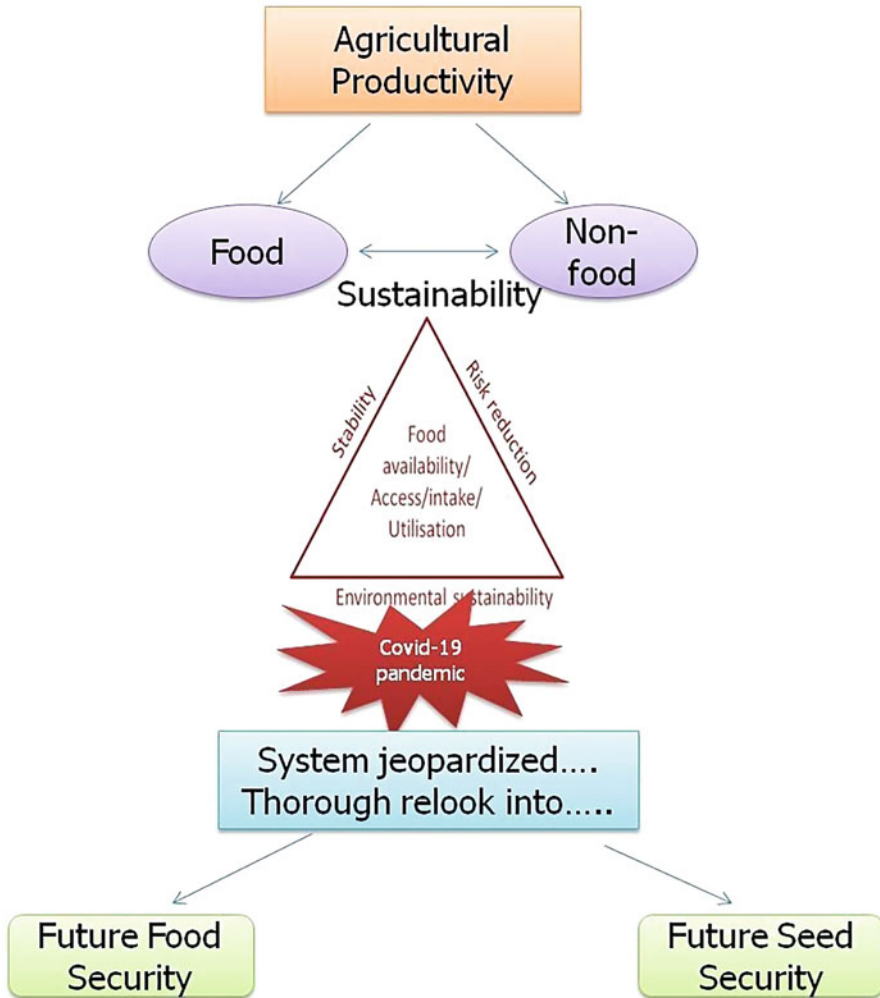 Agricultural
Productivity
Food
Non-
food
Sustainability
Stability
Risk reduction
Food
availability/
Access/intake/
Utilisation
Environmental sustainability
Covid-19
pandemic
System jeopardized....
Thorough relook into.....
Future Food
Security
Future Seed
Security